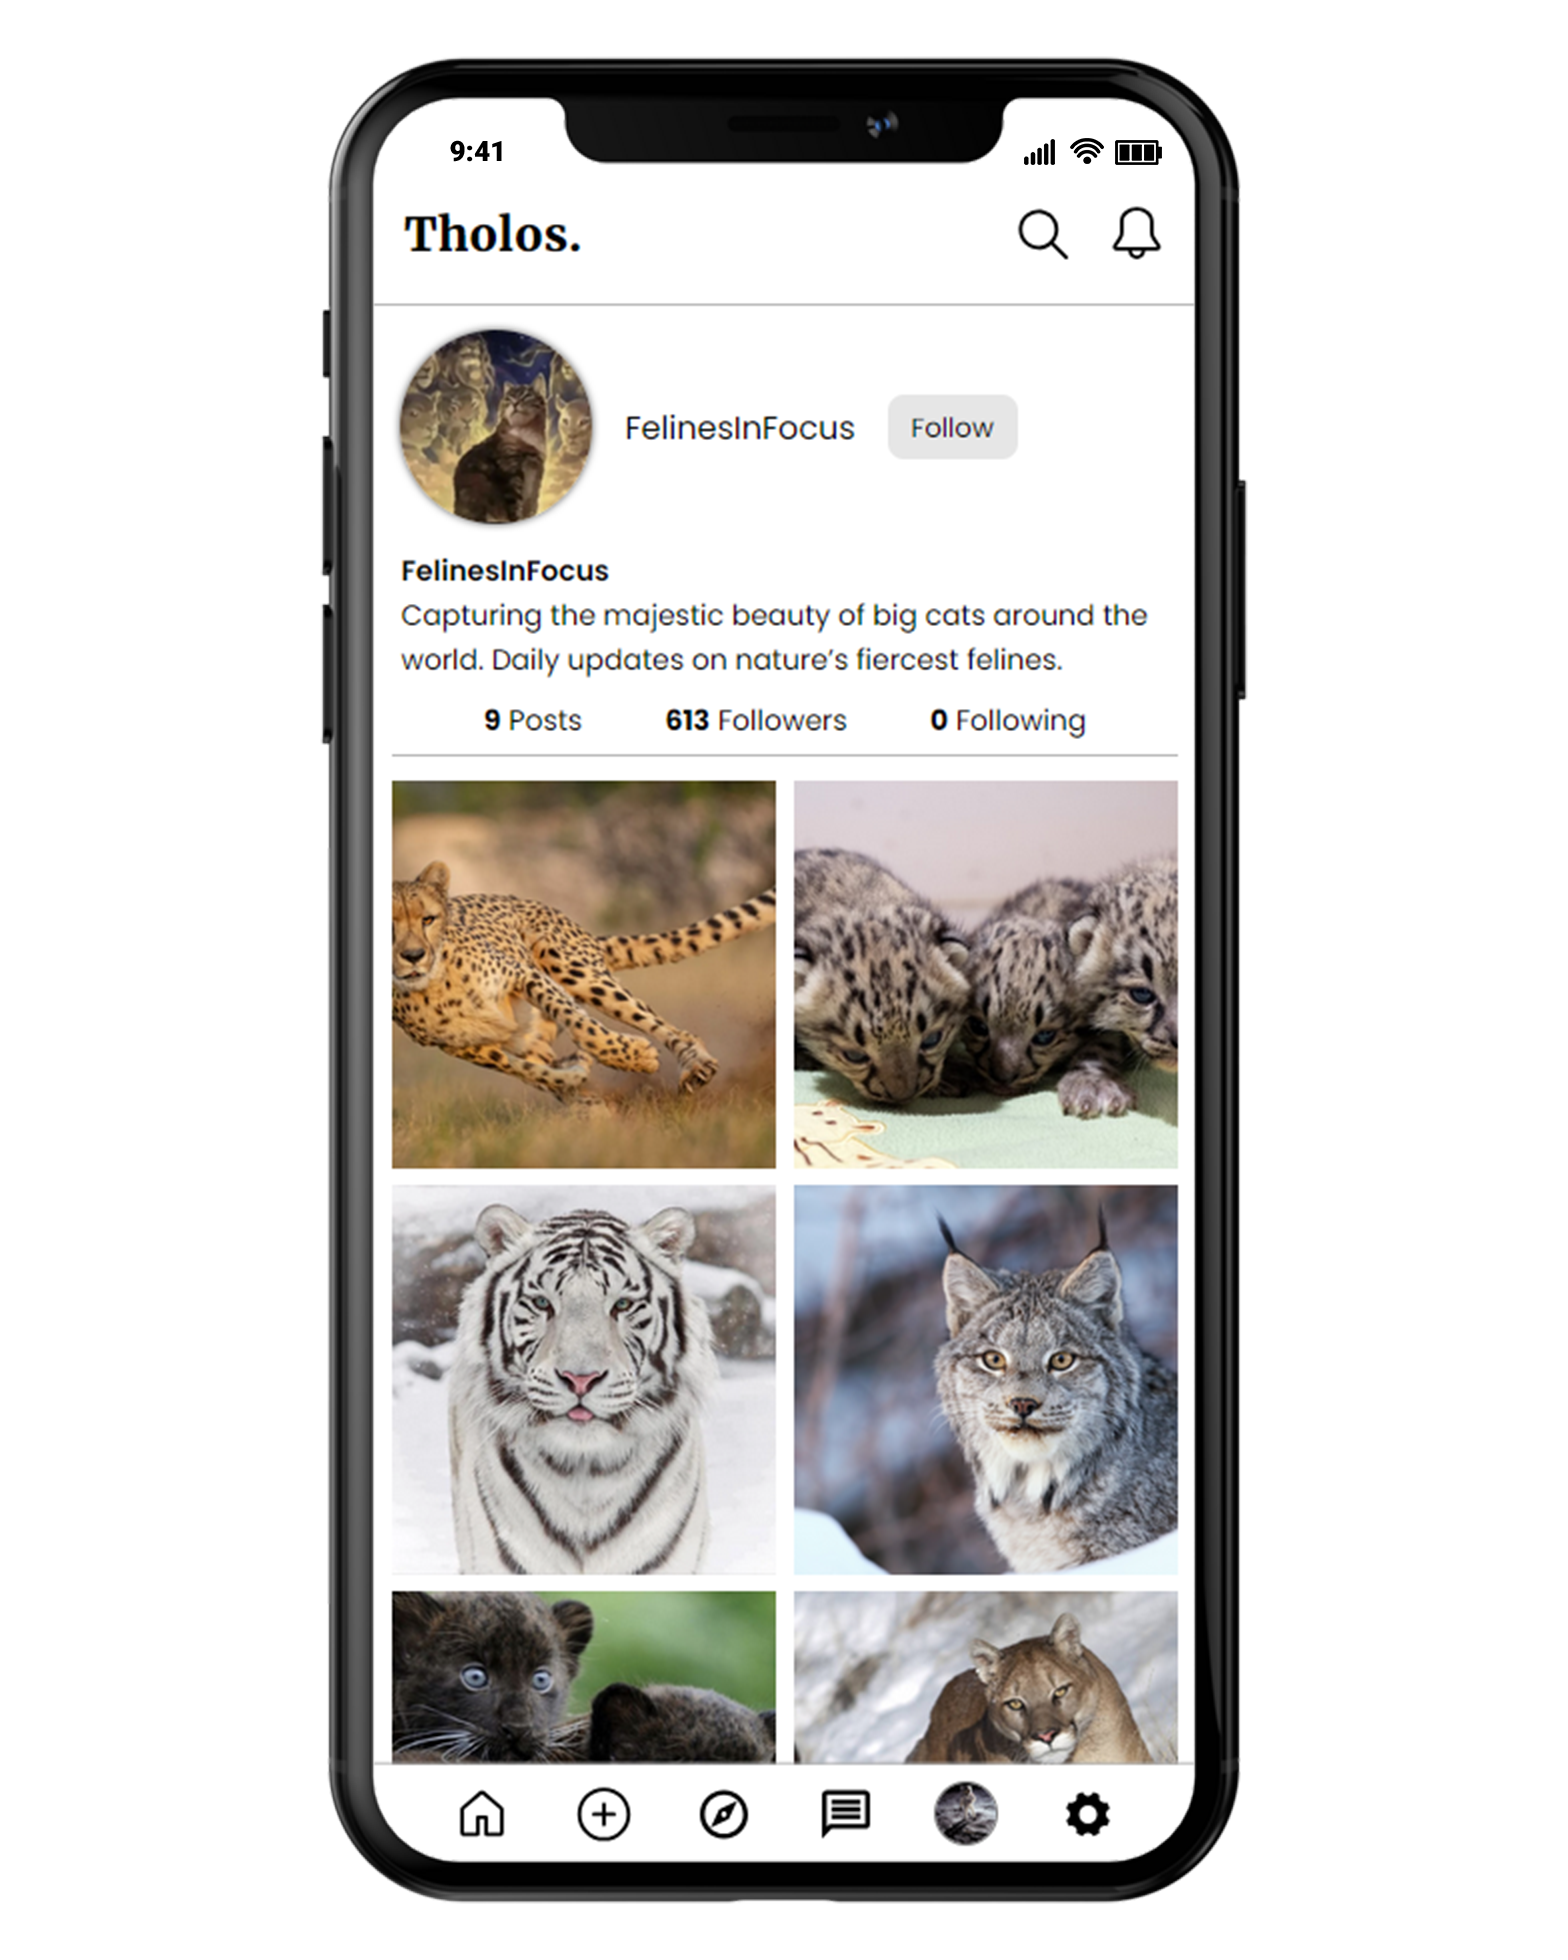 9:41
Tholos.
FelinesInFocus
Follow
FelinesInFocus
Capturing the majestic beauty of big cats around the
world. Daily updates on nature’s fiercest felines.
9 Posts 613 Followers 0 Following